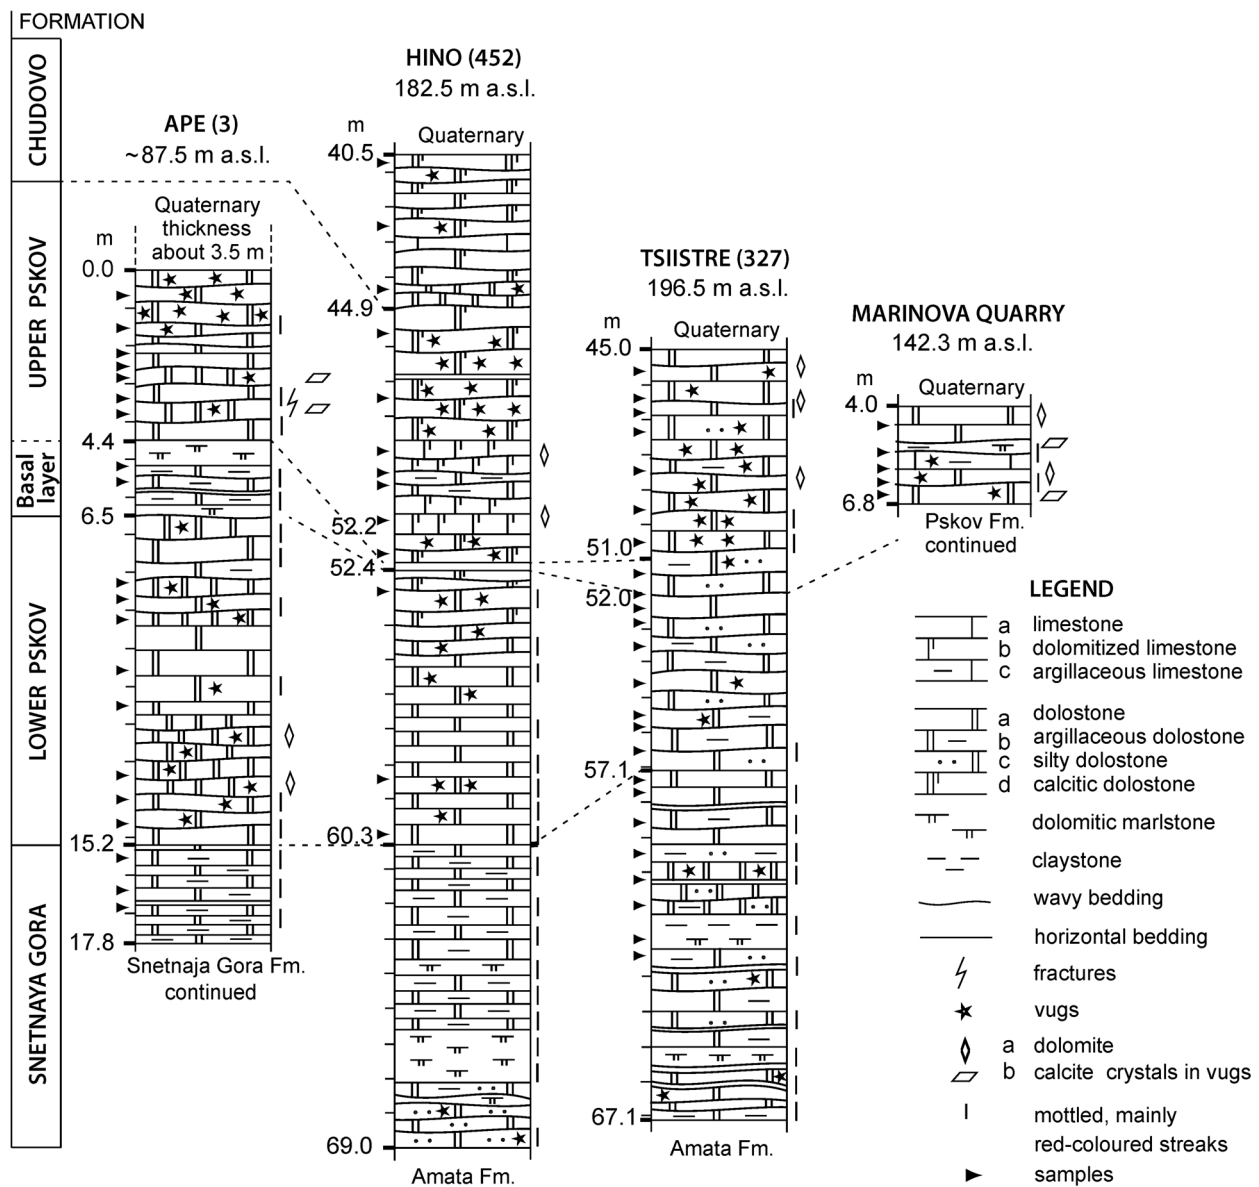 FORMATION
CHUDOVO
UPPER PSKOV
Basal
layer
LOWER PSKOV
SNETNAYA GORA
APE (3)
~87.5 m a.s.l.
Quaternary
thickness
about 3.5 m
m
0.0
4.4
6.5
15.2
17.8
Snetnaja Gora Fm.
continued
HINO (452)
182.5 m a.s.l.
m
Quaternary
40.5
44.9
52.2
52.4
60.3
69.0
Amata Fm.
TSIISTRE (327)
196.5 m a.s.l.
m
Quaternary
45.0
51.0
52.0
57.1
67.1
Amata Fm.
MARINOVA QUARRY
142.3 m a.s.l.
m
Quaternary
4.0
6.8
Pskov Fm.
continued
LEGEND
a limestone
b dolomitized limestone
c argillaceous limestone
a dolostone
b argillaceous dolostone
c silty dolostone
d calcitic dolostone
dolomitic marlstone
claystone
wavy bedding
horizontal bedding
fractures
vugs
a dolomite
b calcite crystals in vugs
mottled, mainly
red-coloured streaks
samples